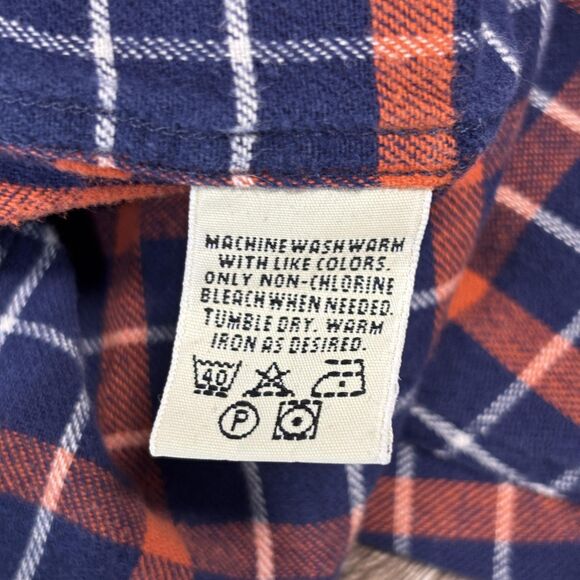 MACHINE WASH WARM
WITH LIKE COLORS.
ONLY NON-CHLORINE
BLEACH WHEN NEEDED.
TUMBLE DRY. WARM
IRON AS DESIRED.
40
P